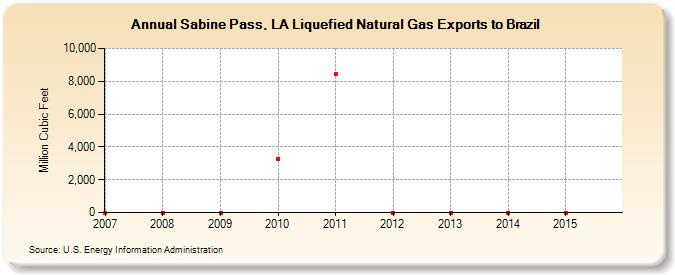 Annual Sabine Pass, LA Liquefied Natural Gas Exports to Brazil
Million Cubic Feet
10,000
8,000
6,000
4,000
2,000
0
2007 2008 2009 2010 2011 2012 2013 2014 2015
Source: U.S. Energy Information Administration